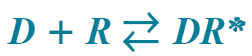 D + R ⇄ DR*